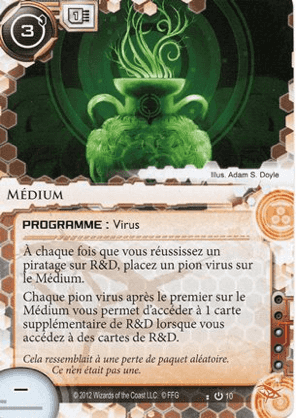 3
Illus. Adam S. Doyle
MÉDIUM
PROGRAMME : Virus
À chaque fois que vous réussissez un
piratage sur R&D, placez un pion virus sur
le Médium.
Chaque pion virus après le premier sur le
Médium vous permet d'accéder à 1 carte
supplémentaire de R&D lorsque vous
accédez à des cartes de R&D.
Cela ressemblait à une perte de paquet aléatoire.
Ce n'en était pas une.
–
© 2012 Wizards of the Coast LLC. © FFG
10